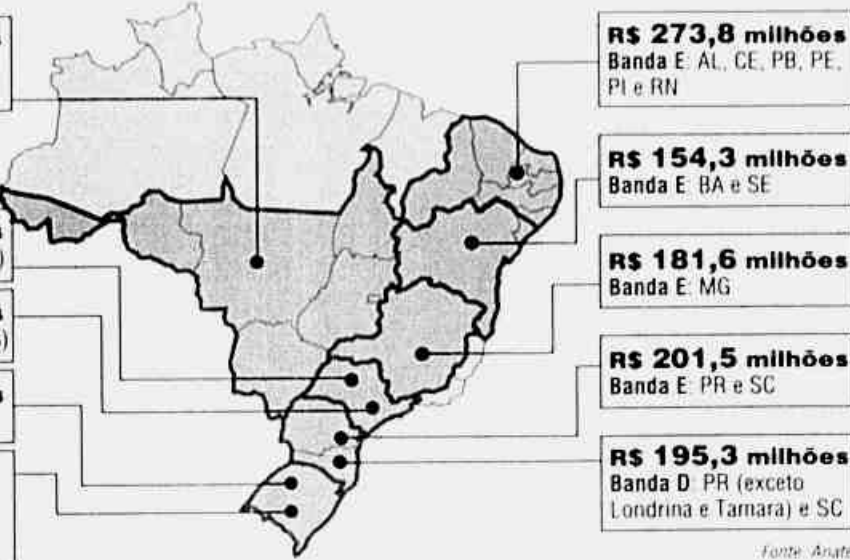 R$ 273,8 milhões
Banda E: AL, CE, PB, PE,
PI e RN
R$ 154,3 milhões
Banda E: BA e SE
R$ 181,6 milhões
Banda E: MG
R$ 201,5 milhões
Banda E: PR e SC
R$ 195,3 milhões
Banda D: PR (exceto
Londrina e Tamara) e SC
Fonte: Anate